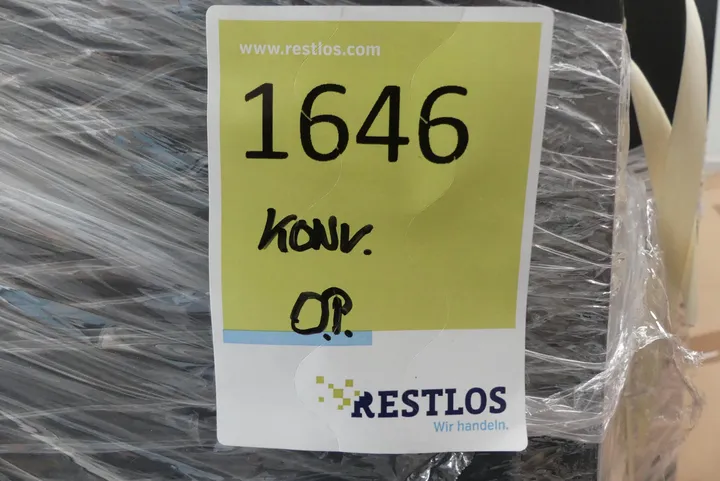 www.restlos.com
1646
KONV.
O.P.
RESTLOS
Wir handeln.